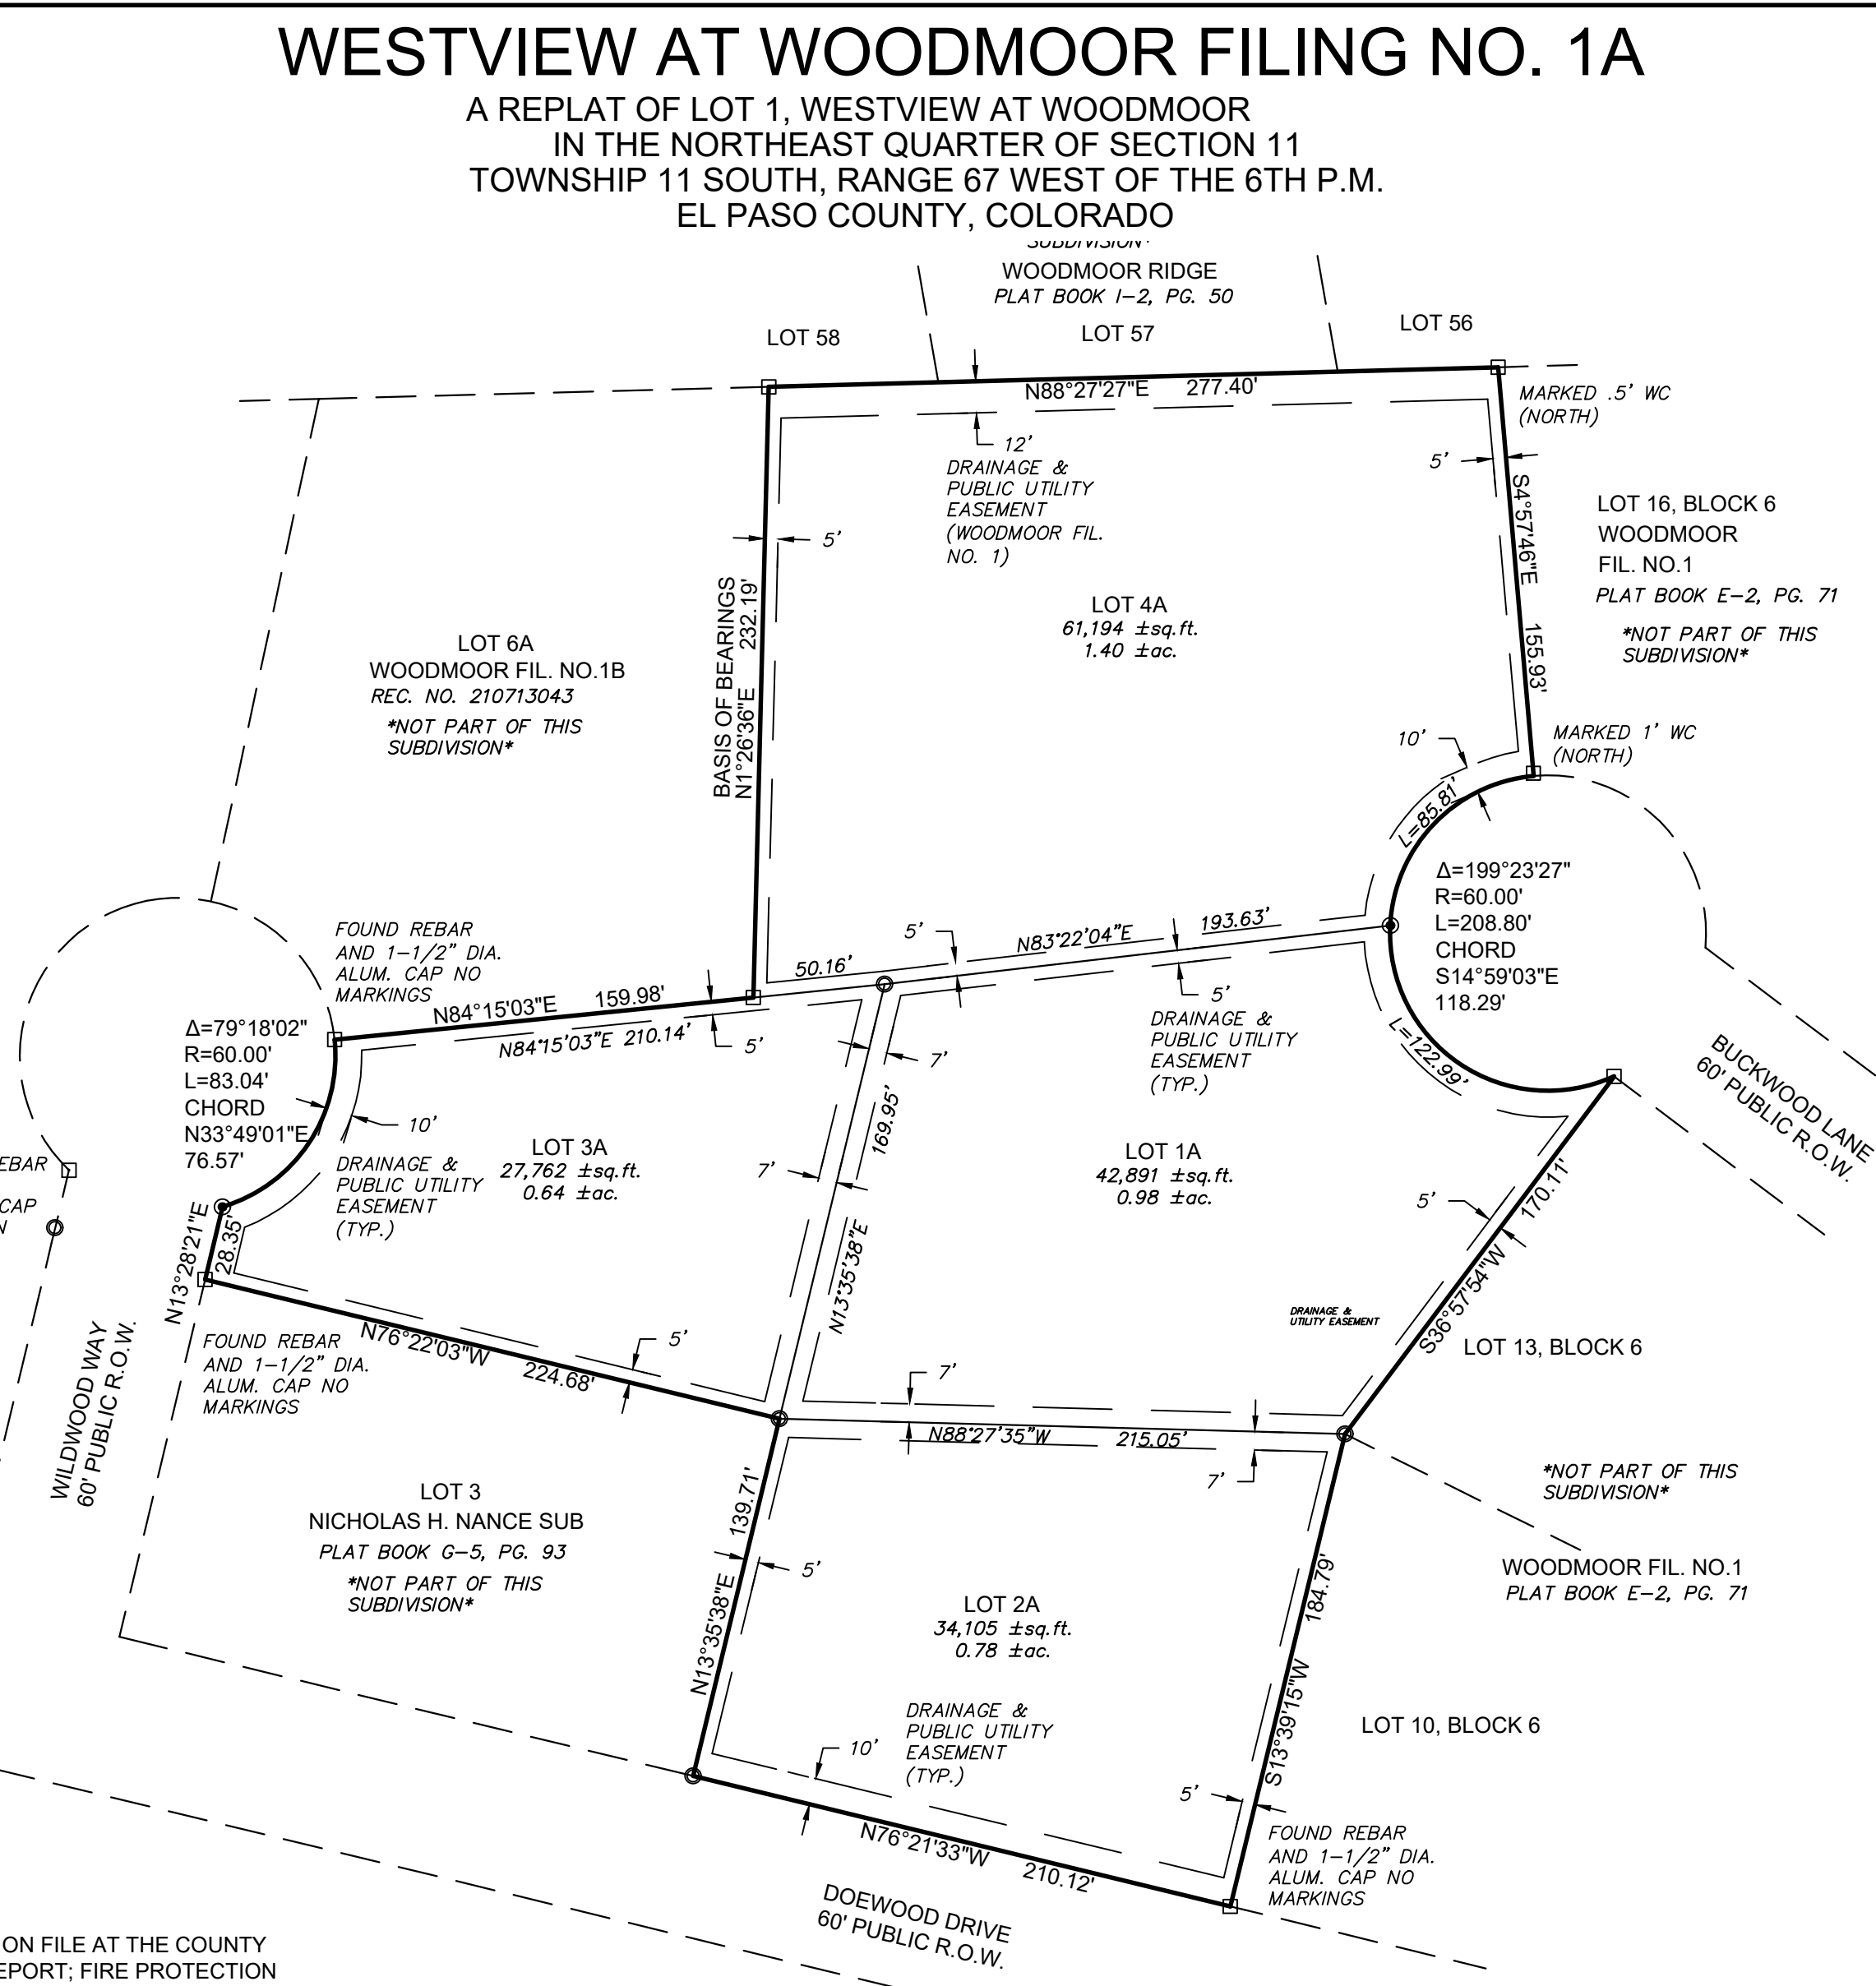 WESTVIEW AT WOODMOOR FILING NO. 1A
A REPLAT OF LOT 1, WESTVIEW AT WOODMOOR
IN THE NORTHEAST QUARTER OF SECTION 11
TOWNSHIP 11 SOUTH, RANGE 67 WEST OF THE 6TH P.M.
EL PASO COUNTY, COLORADO
SUBDIVISION*
WOODMOOR RIDGE
PLAT BOOK I-2, PG. 50
LOT 58
LOT 57
LOT 56
N88°27'27"E 277.40'
MARKED .5' WC
(NORTH)
12'
DRAINAGE &
PUBLIC UTILITY
EASEMENT
(WOODMOOR FIL.
NO. 1)
5'
5'
S4°57'46"E 155.93'
LOT 16, BLOCK 6
WOODMOOR
FIL. NO.1
PLAT BOOK E-2, PG. 71
*NOT PART OF THIS
SUBDIVISION*
LOT 4A
61,194 ±sq.ft.
1.40 ±ac.
LOT 6A
WOODMOOR FIL. NO.1B
REC. NO. 210713043
*NOT PART OF THIS
SUBDIVISION*
BASIS OF BEARINGS
N1°26'36"E 232.19'
10'
MARKED 1' WC
(NORTH)
L=85.81'
Δ=199°23'27"
R=60.00'
L=208.80'
CHORD
S14°59'03"E
118.29'
L=122.99'
FOUND REBAR
AND 1-1/2" DIA.
ALUM. CAP NO
MARKINGS
N84°15'03"E 159.98'
N84°15'03"E 210.14'
5'
50.16'
5'
N83°22'04"E 193.63'
5'
DRAINAGE &
PUBLIC UTILITY
EASEMENT
(TYP.)
BUCKWOOD LANE
60' PUBLIC R.O.W.
Δ=79°18'02"
R=60.00'
L=83.04'
CHORD
N33°49'01"E
76.57'
10'
DRAINAGE &
PUBLIC UTILITY
EASEMENT
(TYP.)
LOT 3A
27,762 ±sq.ft.
0.64 ±ac.
7'
7'
169.95'
N13°35'38"E
LOT 1A
42,891 ±sq.ft.
0.98 ±ac.
5'
170.11'
S36°57'54"W
DRAINAGE &
UTILITY EASEMENT
EBAR
CAP
N
N13°28'21"E
28.35'
FOUND REBAR
AND 1-1/2" DIA.
ALUM. CAP NO
MARKINGS
N76°22'03"W 224.68'
5'
WILDWOOD WAY
60' PUBLIC R.O.W.
7'
N88°27'35"W 215.05'
7'
LOT 13, BLOCK 6
*NOT PART OF THIS
SUBDIVISION*
WOODMOOR FIL. NO.1
PLAT BOOK E-2, PG. 71
LOT 3
NICHOLAS H. NANCE SUB
PLAT BOOK G-5, PG. 93
*NOT PART OF THIS
SUBDIVISION*
N13°35'38"E 139.71'
5'
LOT 2A
34,105 ±sq.ft.
0.78 ±ac.
S13°39'15"W 184.79'
LOT 10, BLOCK 6
10'
DRAINAGE &
PUBLIC UTILITY
EASEMENT
(TYP.)
5'
N76°21'33"W 210.12'
FOUND REBAR
AND 1-1/2" DIA.
ALUM. CAP NO
MARKINGS
DOEWOOD DRIVE
60' PUBLIC R.O.W.
ON FILE AT THE COUNTY
EPORT; FIRE PROTECTION